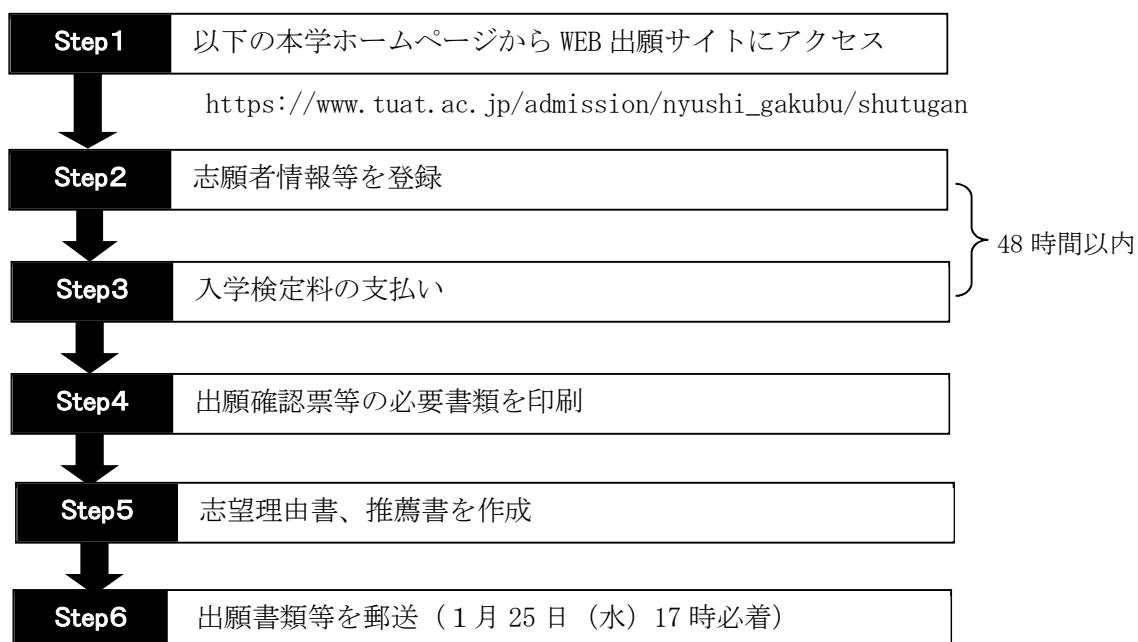 Step1 以下の本学ホームページから WEB 出願サイトにアクセス
https://www.tuat.ac.jp/admission/nyushi_gakubu/shutugan
Step2 志願者情報等を登録
48 時間以内
Step3 入学検定料の支払い
Step4 出願確認票等の必要書類を印刷
Step5 志望理由書、推薦書を作成
Step6 出願書類等を郵送（１月 25 日（水）17 時必着）